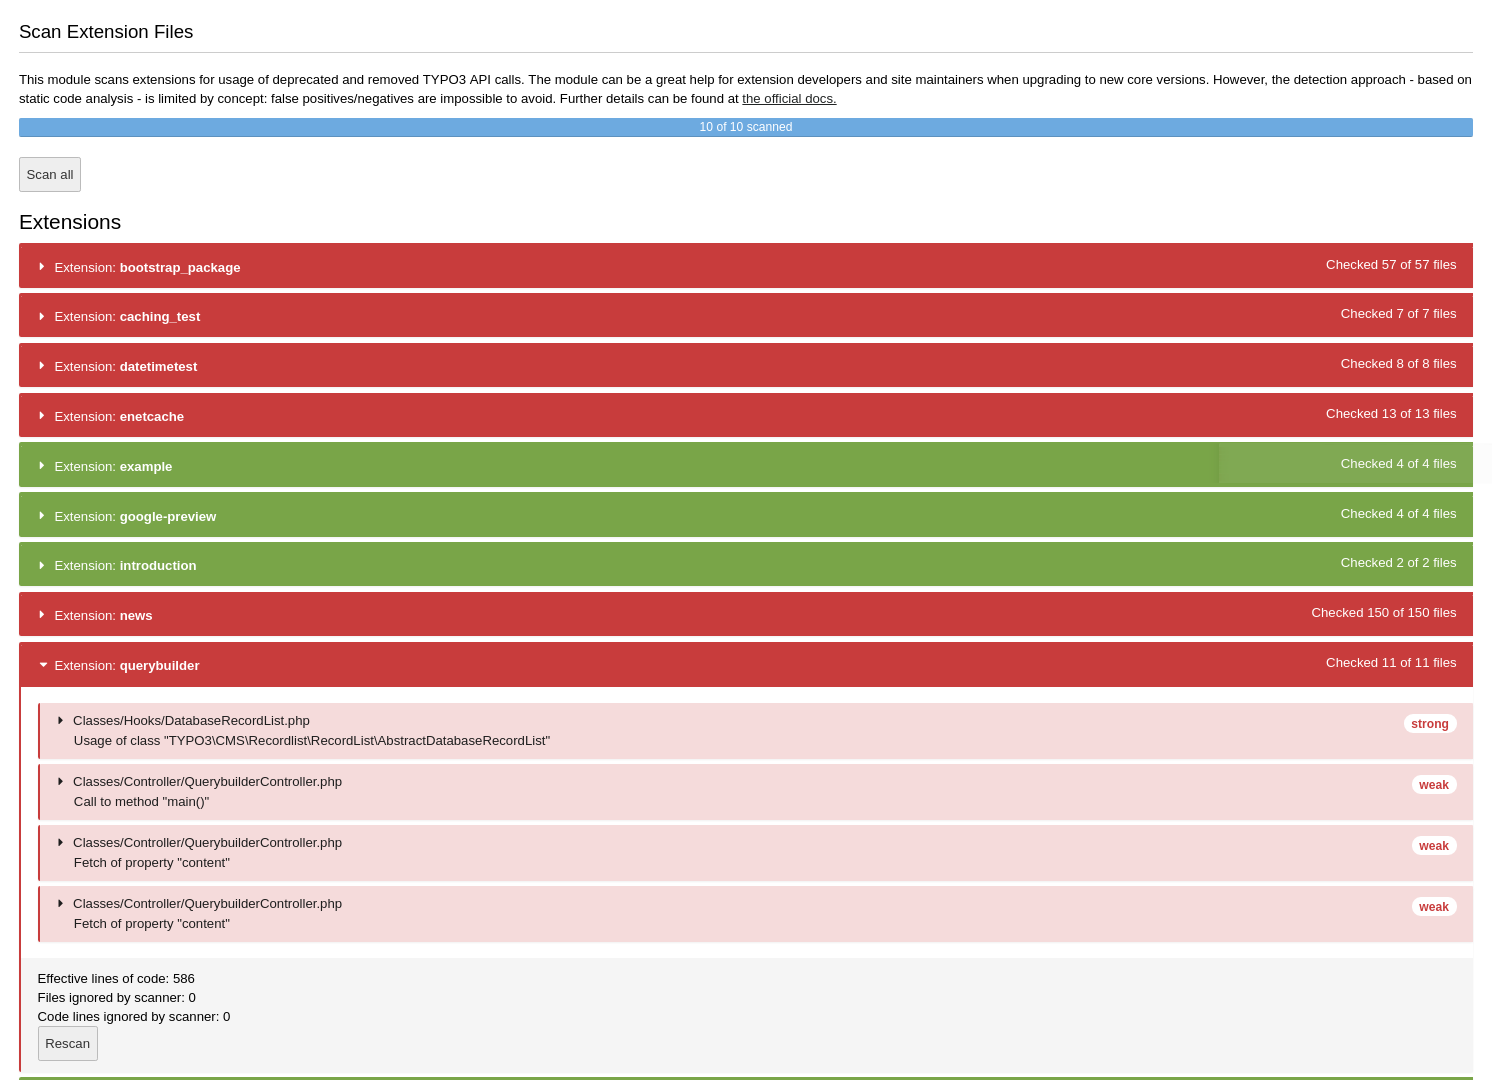 Scan Extension Files
This module scans extensions for usage of deprecated and removed TYPO3 API calls. The module can be a great help for extension developers and site maintainers when upgrading to new core versions. However, the detection approach - based on
static code analysis - is limited by concept: false positives/negatives are impossible to avoid. Further details can be found at the official docs.
10 of 10 scanned
Scan all
Extensions
Extension: bootstrap_package Checked 57 of 57 files
Extension: caching_test Checked 7 of 7 files
Extension: datetimetest Checked 8 of 8 files
Extension: enetcache Checked 13 of 13 files
Extension: example Checked 4 of 4 files
Extension: google-preview Checked 4 of 4 files
Extension: introduction Checked 2 of 2 files
Extension: news Checked 150 of 150 files
Extension: querybuilder Checked 11 of 11 files
Classes/Hooks/DatabaseRecordList.php strong
Usage of class "TYPO3\CMS\Recordlist\RecordList\AbstractDatabaseRecordList"
Classes/Controller/QuerybuilderController.php weak
Call to method "main()"
Classes/Controller/QuerybuilderController.php weak
Fetch of property "content"
Classes/Controller/QuerybuilderController.php weak
Fetch of property "content"
Effective lines of code: 586
Files ignored by scanner: 0
Code lines ignored by scanner: 0
Rescan